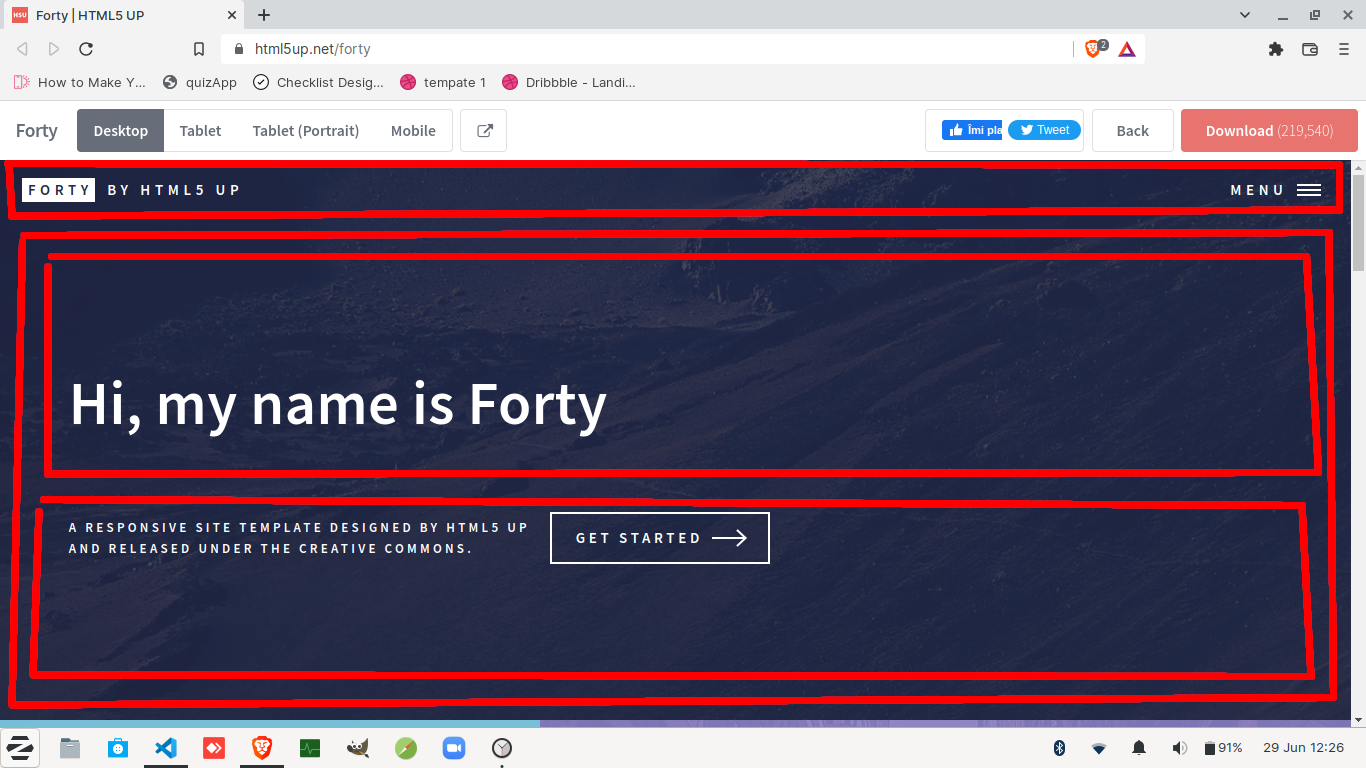 Forty | HTML5 UP
html5up.net/forty
2
How to Make Y... quizApp Checklist Desig... tempate 1 Dribbble - Landi...
Forty Desktop Tablet Tablet (Portrait) Mobile Îmi pla Tweet Back Download (219,540)
FORTY BY HTML5 UP MENU
Hi, my name is Forty
A RESPONSIVE SITE TEMPLATE DESIGNED BY HTML5 UP
AND RELEASED UNDER THE CREATIVE COMMONS.
GET STARTED
91% 29 Jun 12:26